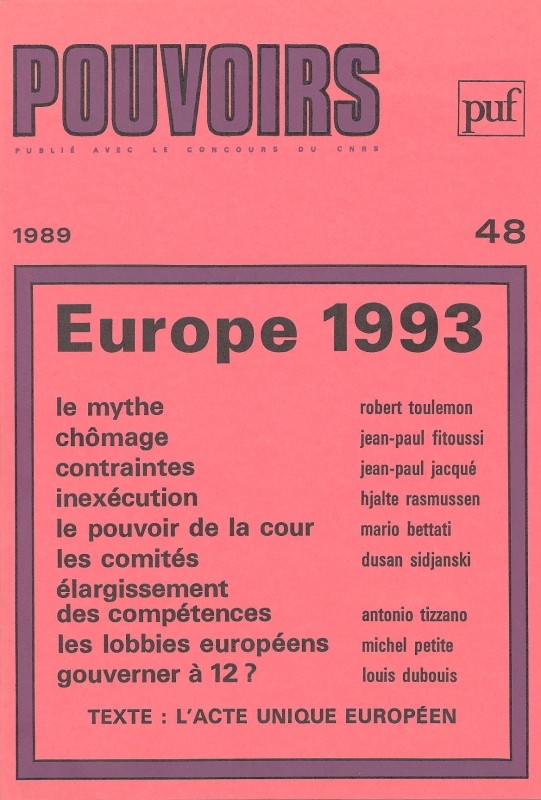 POUVOIRS
puf
PUBLIÉ AVEC LE CONCOURS DU CNRS
1989 48
Europe 1993
le mythe robert toulemon
chômage jean-paul fitoussi
contraintes jean-paul jacqué
inexécution hjalte rasmussen
le pouvoir de la cour mario bettati
les comités dusan sidjanski
élargissement
des compétences antonio tizzano
les lobbies européens michel petite
gouverner à 12 ? louis dubouis
TEXTE : L'ACTE UNIQUE EUROPÉEN